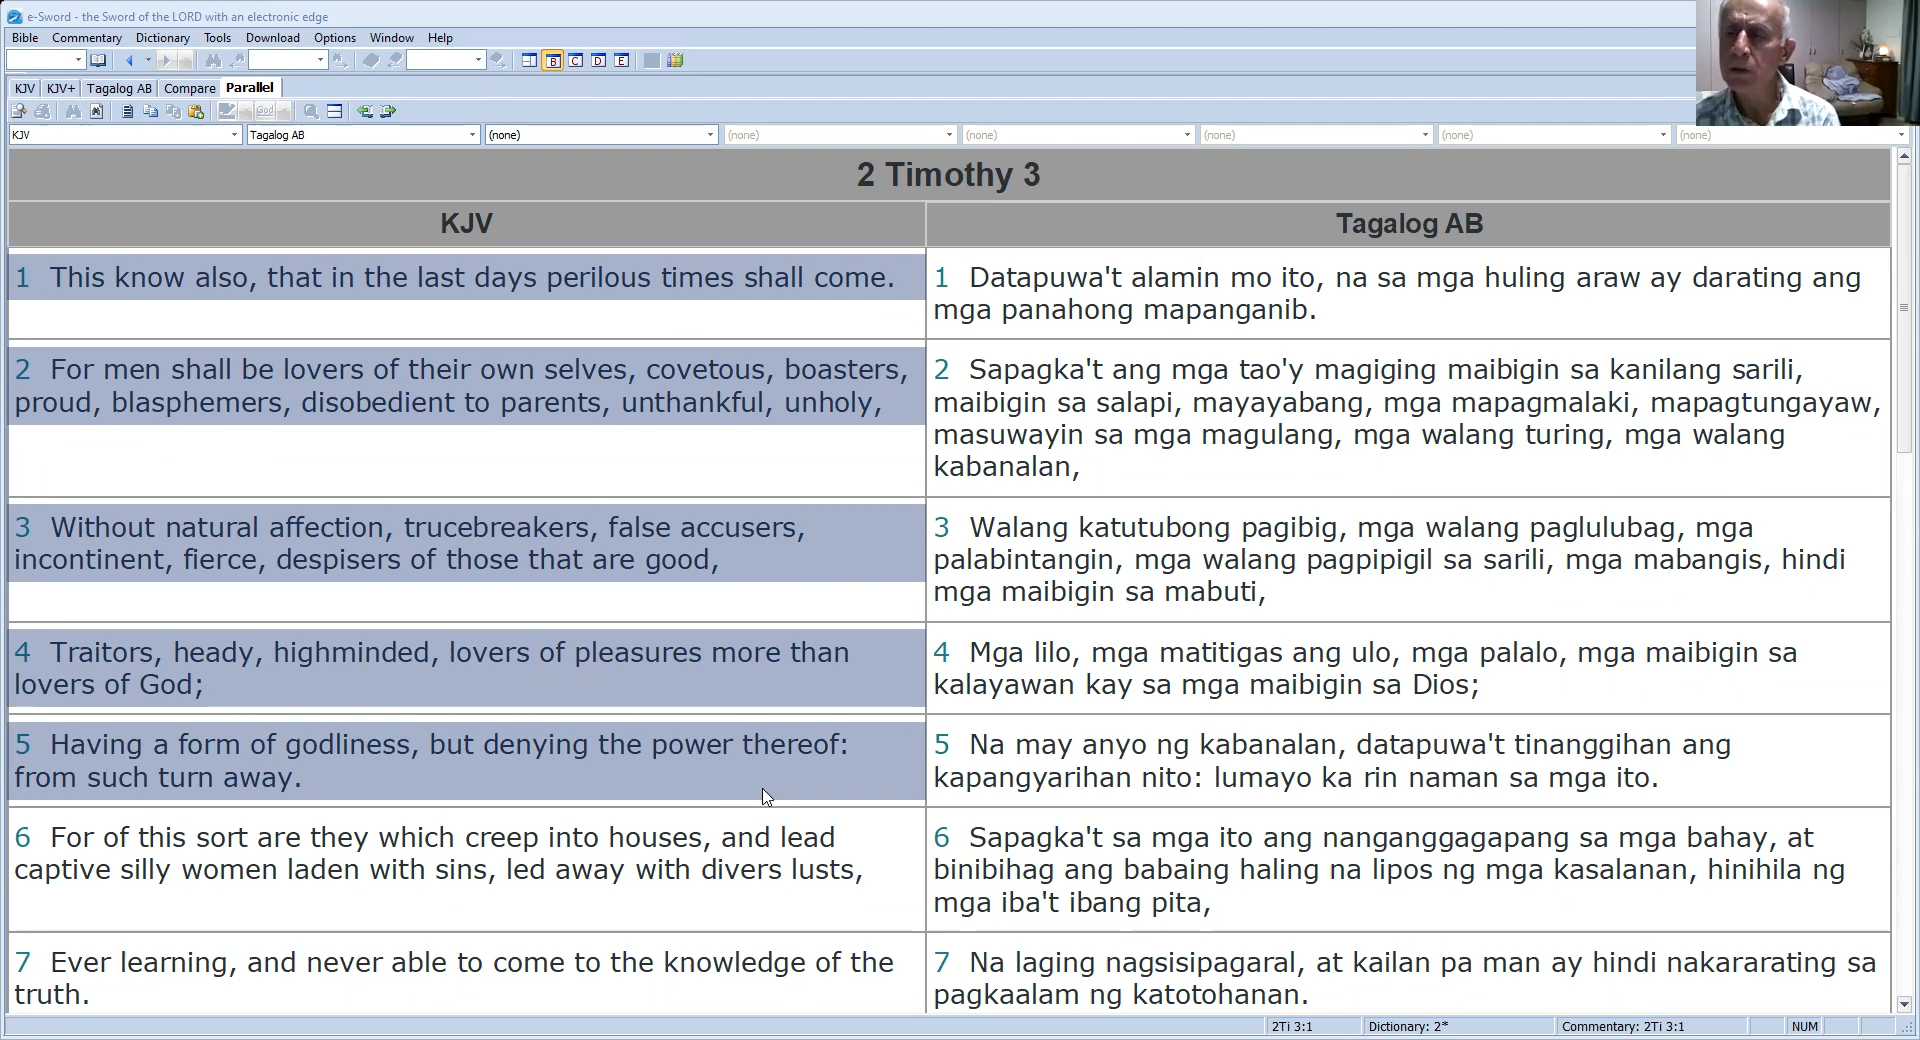 e-Sword - the Sword of the LORD with an electronic edge
Bible Commentary Dictionary Tools Download Options Window Help
B C D E
KJV KJV+ Tagalog AB Compare Parallel
God
KJV Tagalog AB (none) (none) (none) (none) (none) (none)
2 Timothy 3
KJV
1 This know also, that in the last days perilous times shall come.
2 For men shall be lovers of their own selves, covetous, boasters,
proud, blasphemers, disobedient to parents, unthankful, unholy,
3 Without natural affection, trucebreakers, false accusers,
incontinent, fierce, despisers of those that are good,
4 Traitors, heady, highminded, lovers of pleasures more than
lovers of God;
5 Having a form of godliness, but denying the power thereof:
from such turn away.
6 For of this sort are they which creep into houses, and lead
captive silly women laden with sins, led away with divers lusts,
7 Ever learning, and never able to come to the knowledge of the
truth.
Tagalog AB
1 Datapuwa't alamin mo ito, na sa mga huling araw ay darating ang
mga panahong mapanganib.
2 Sapagka't ang mga tao'y magiging maibigin sa kanilang sarili,
maibigin sa salapi, mayayabang, mga mapagmalaki, mapagtungayaw,
masuwayin sa mga magulang, mga walang turing, mga walang
kabanalan,
3 Walang katutubong pagibig, mga walang paglulubag, mga
palabintangin, mga walang pagpipigil sa sarili, mga mabangis, hindi
mga maibigin sa mabuti,
4 Mga lilo, mga matitigas ang ulo, mga palalo, mga maibigin sa
kalayawan kay sa mga maibigin sa Dios;
5 Na may anyo ng kabanalan, datapuwa't tinanggihan ang
kapangyarihan nito: lumayo ka rin naman sa mga ito.
6 Sapagka't sa mga ito ang nanganggagapang sa mga bahay, at
binibihag ang babaing haling na lipos ng mga kasalanan, hinihila ng
mga iba't ibang pita,
7 Na laging nagsisipagaral, at kailan pa man ay hindi nakararating sa
pagkaalam ng katotohanan.
2Ti 3:1 Dictionary: 2* Commentary: 2Ti 3:1 NUM